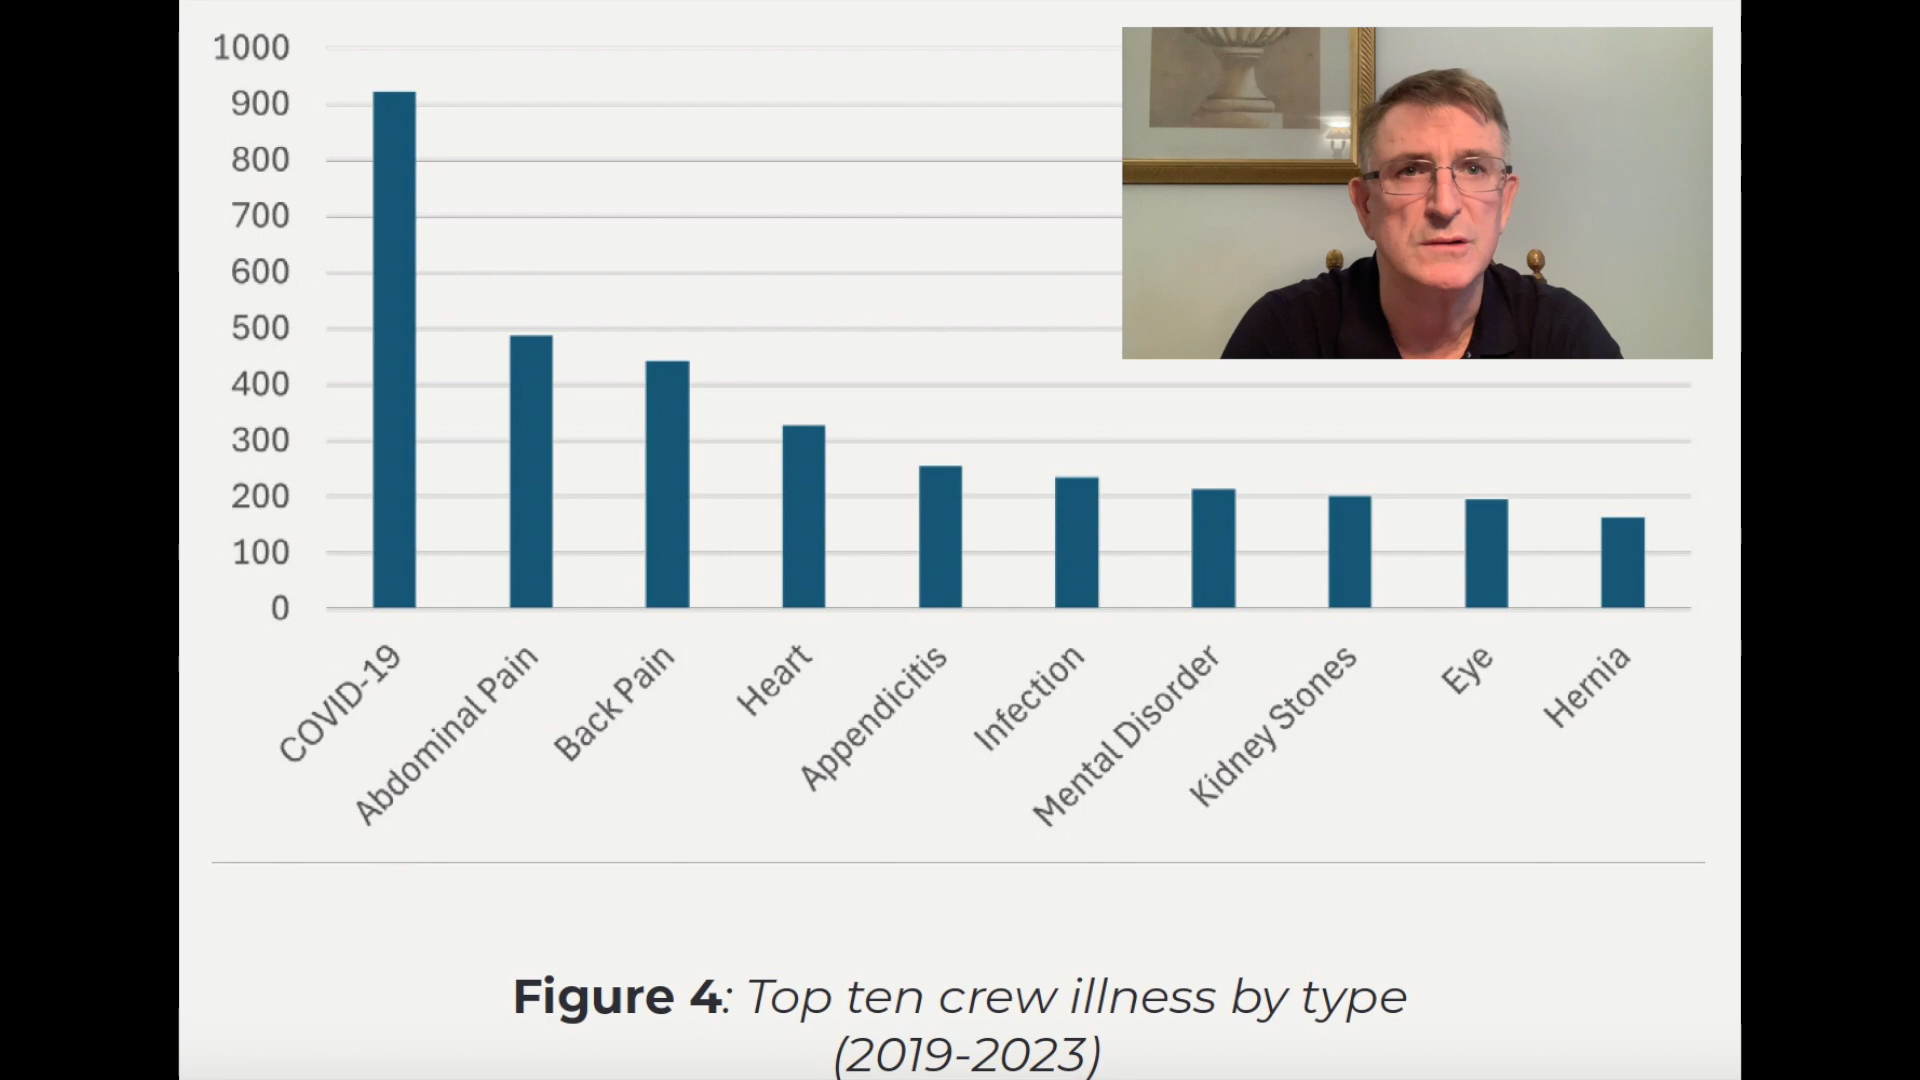 1000
900
800
700
600
500
400
300
200
100
0
COVID-19
Abdominal Pain
Back Pain
Heart
Appendicitis
Infection
Mental Disorder
Kidney Stones
Eye
Hernia
Figure 4: Top ten crew illness by type
(2019-2023)